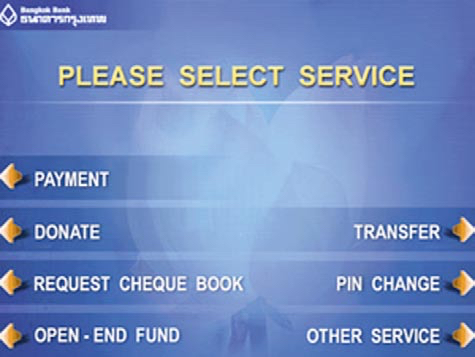 Bangkok Bank
ธนาคารกรุงเทพ
PLEASE SELECT SERVICE
PAYMENT
DONATE
TRANSFER
REQUEST CHEQUE BOOK
PIN CHANGE
OPEN - END FUND
OTHER SERVICE